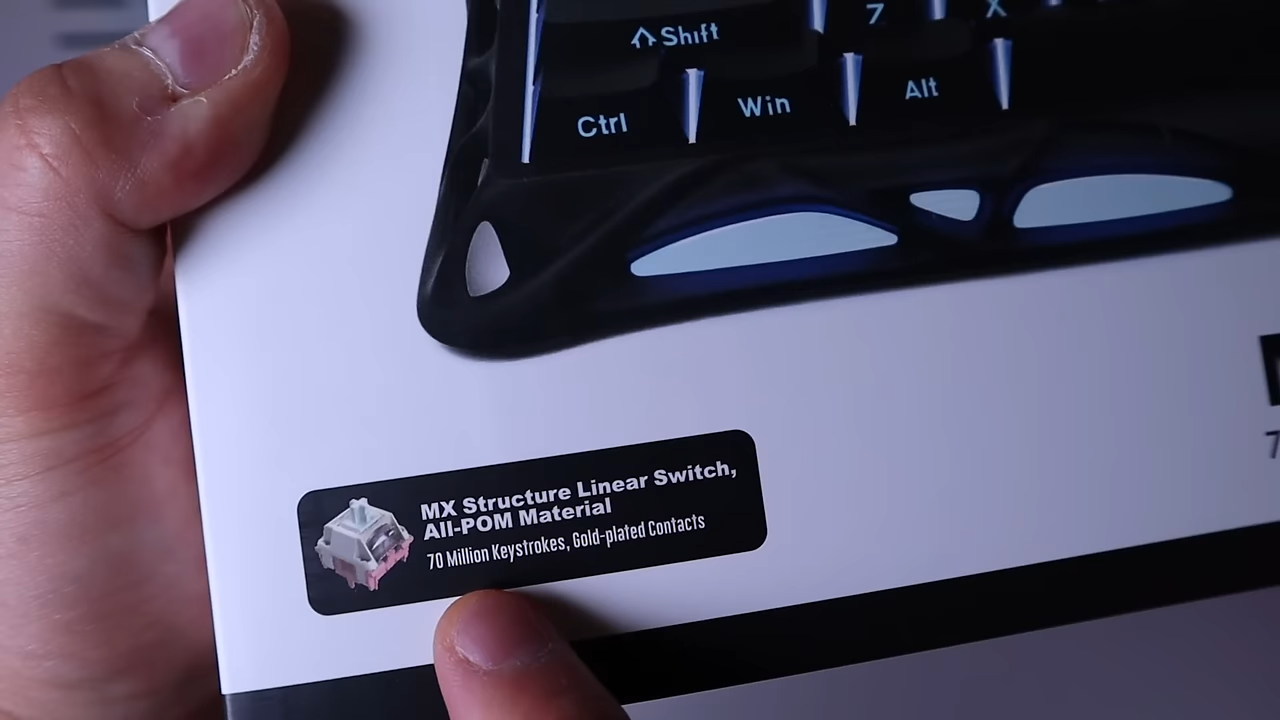 Shift
Z
X
Ctrl
Win
Alt
MX Structure Linear Switch,
All-POM Material
70 Million Keystrokes, Gold-plated Contacts
7